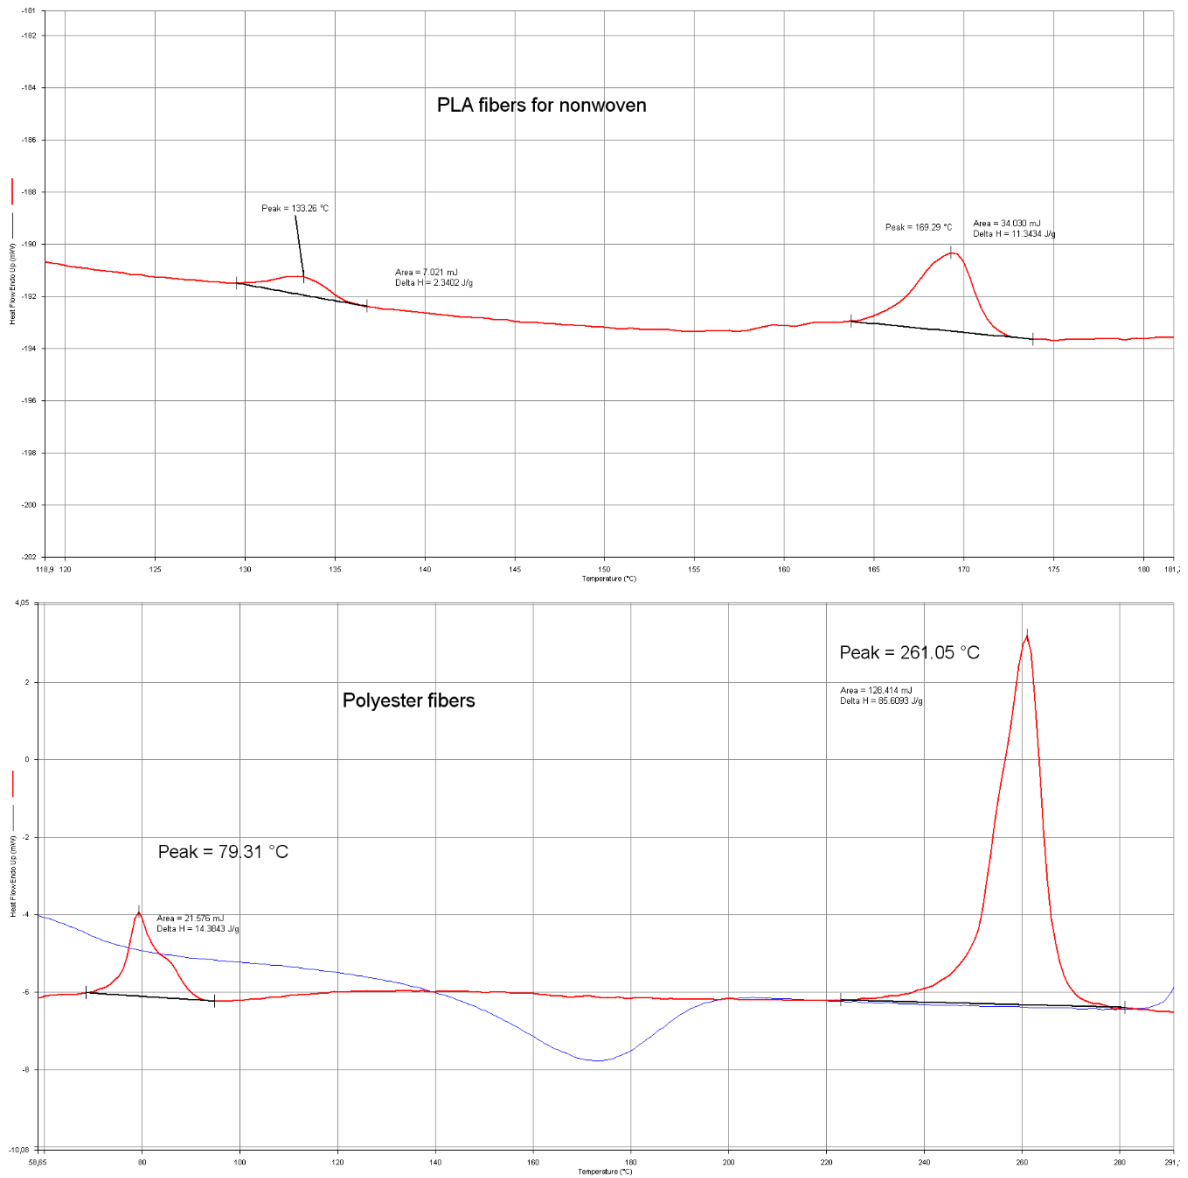 -181
-182
-184
PLA fibers for nonwoven
-186
-188
Peak = 133.26 °C
-190
Peak = 169.29 °C
Area = 34.030 mJ
Delta H = 11.3434 J/g
Area = 7.021 mJ
Delta H = 2.3402 J/g
Heat Flow Endo Up (mW)
-192
-194
-196
-198
-200
-202
118,9 120 125 130 135 140 145 150 155 160 165 170 175 180 181,
Temperature (°C)
4,05
Peak = 261.05 °C
2
Area = 128.414 mJ
Delta H = 85.6093 J/g
Polyester fibers
0
-2
Peak = 79.31 °C
Heat Flow Endo Up (mW)
-4
Area = 21.576 mJ
Delta H = 14.3843 J/g
-6
-8
-10,08
58,65 80 100 120 140 160 180 200 220 240 260 280 291,
Temperature (°C)